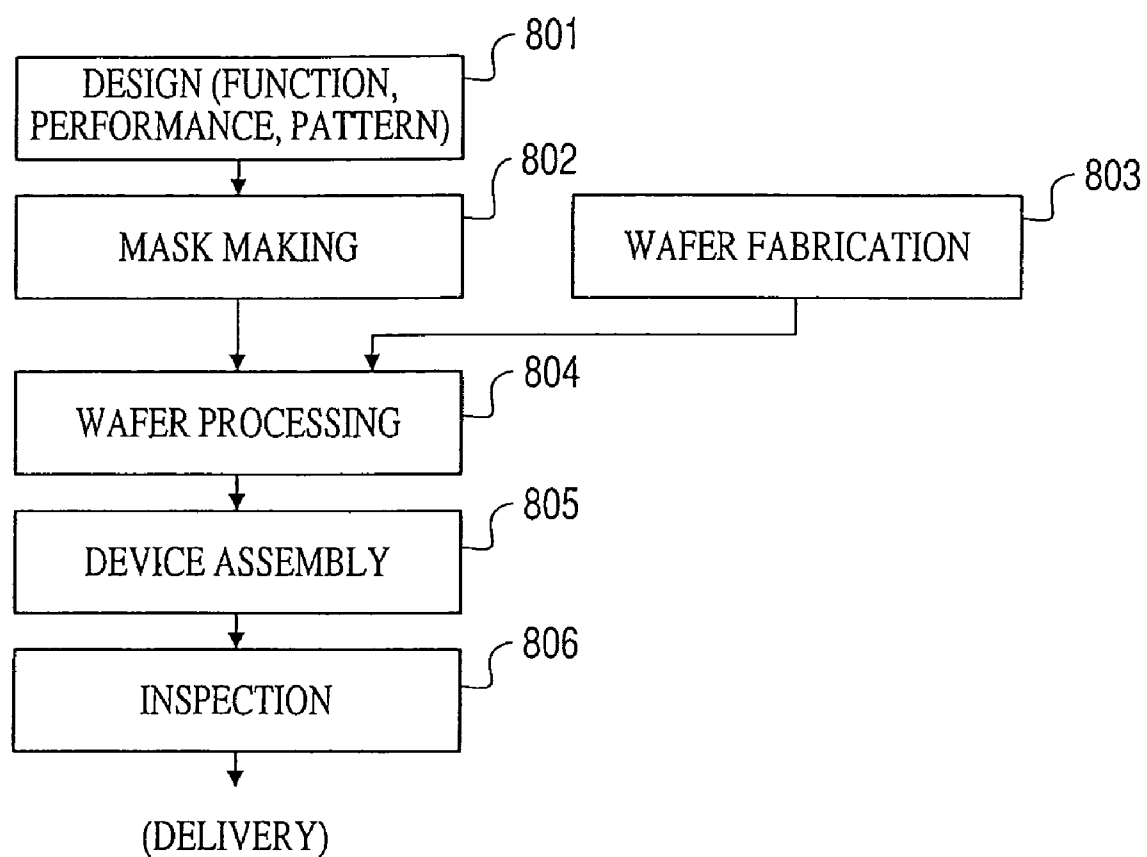 801
DESIGN (FUNCTION,
PERFORMANCE, PATTERN)
802
MASK MAKING
803
WAFER FABRICATION
804
WAFER PROCESSING
805
DEVICE ASSEMBLY
806
INSPECTION
(DELIVERY)